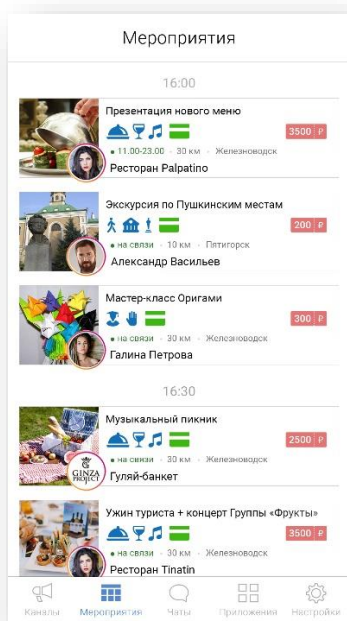 Мероприятия
16:00
Презентация нового меню
3500 ₽
• 11.00-23.00 · 30 км · Железноводск
Ресторан Palpatino
Экскурсия по Пушкинским местам
200 ₽
• на связи · 10 км · Пятигорск
Александр Васильев
Мастер-класс Оригами
300 ₽
• на связи · 30 км · Железноводск
Галина Петрова
16:30
Музыкальный пикник
2500 ₽
• на связи · 30 км · Железноводск
GINZA
PROJECT
Гуляй-банкет
Ужин туриста + концерт Группы «Фрукты»
3500 ₽
• на связи · 30 км · Железноводск
Ресторан Tinatin
Каналы Мероприятия Чаты Приложения Настройки